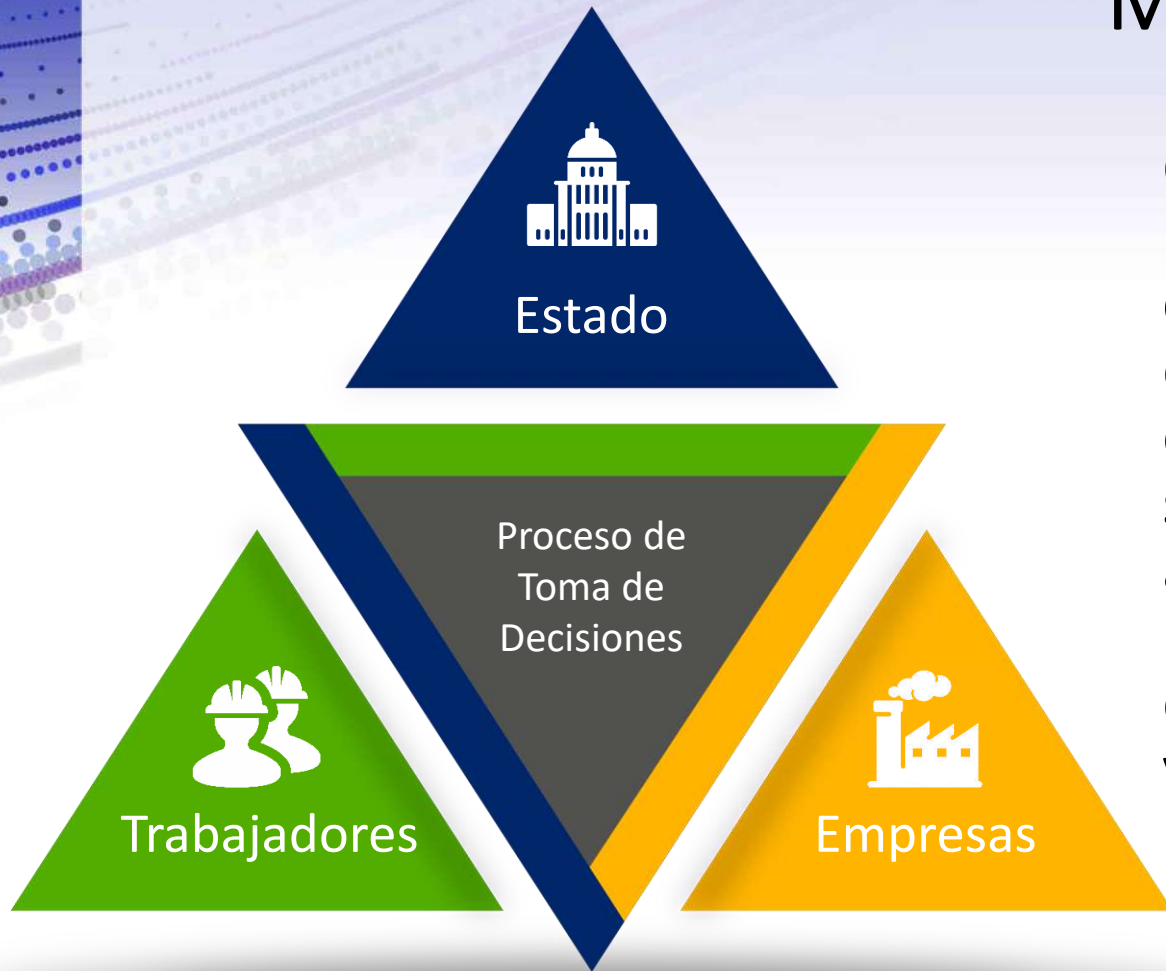 Estado
Proceso de
Toma de
Decisiones
Trabajadores
Empresas